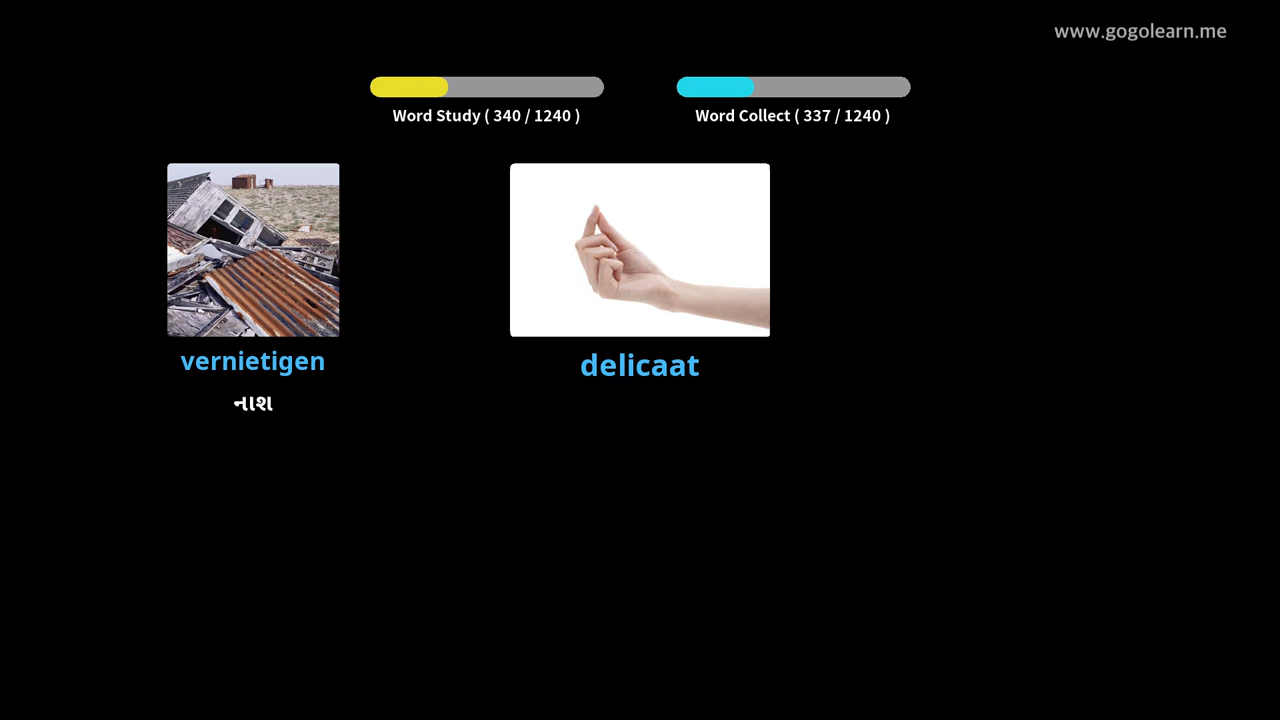 www.gogolearn.me
Word Study ( 340 / 1240 )
Word Collect ( 337 / 1240 )
vernietigen
નાશ
delicaat